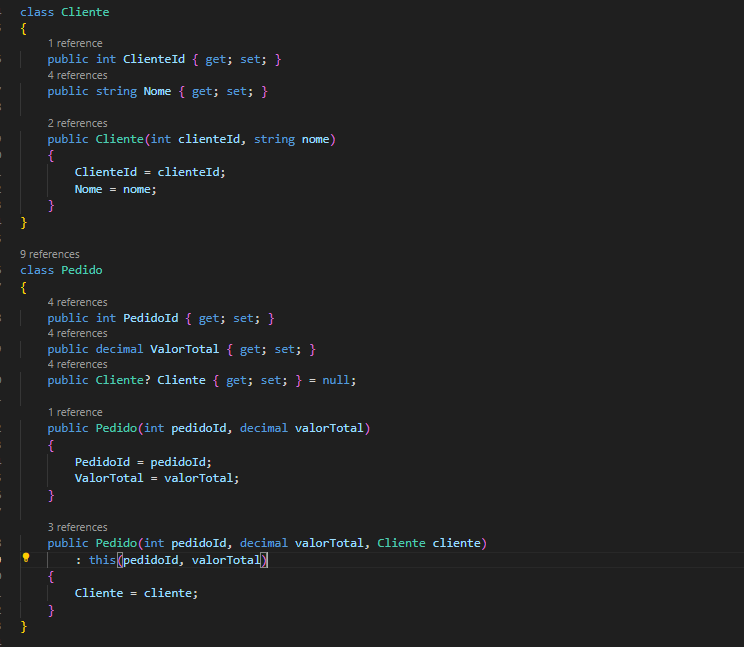 class Cliente
{
1 reference
public int ClienteId { get; set; }
4 references
public string Nome { get; set; }
2 references
public Cliente(int clienteId, string nome)
{
ClienteId = clienteId;
Nome = nome;
}
}
9 references
class Pedido
{
4 references
public int PedidoId { get; set; }
4 references
public decimal ValorTotal { get; set; }
4 references
public Cliente? Cliente { get; set; } = null;
1 reference
public Pedido(int pedidoId, decimal valorTotal)
{
PedidoId = pedidoId;
ValorTotal = valorTotal;
}
3 references
public Pedido(int pedidoId, decimal valorTotal, Cliente cliente)
: this(pedidoId, valorTotal)
{
Cliente = cliente;
}
}